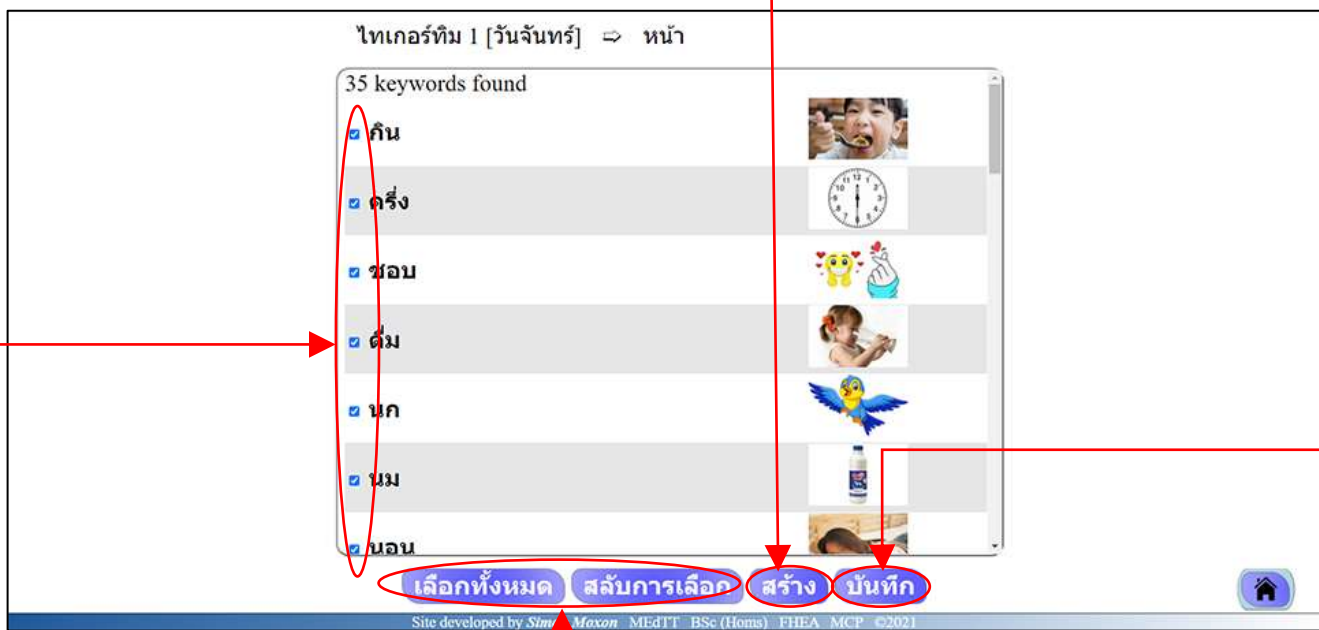 ไทเกอร์ทิม 1 [วันจันทร์] ⇨ หน้า
35 keywords found
กิน
ครึ่ง
ชอบ
ดื่ม
นก
นม
นอน
เลือกทั้งหมด สลับการเลือก สร้าง บันทึก
Site developed by Simon Moxon MEdTT BSc (Homs) FHEA MCP ©2021